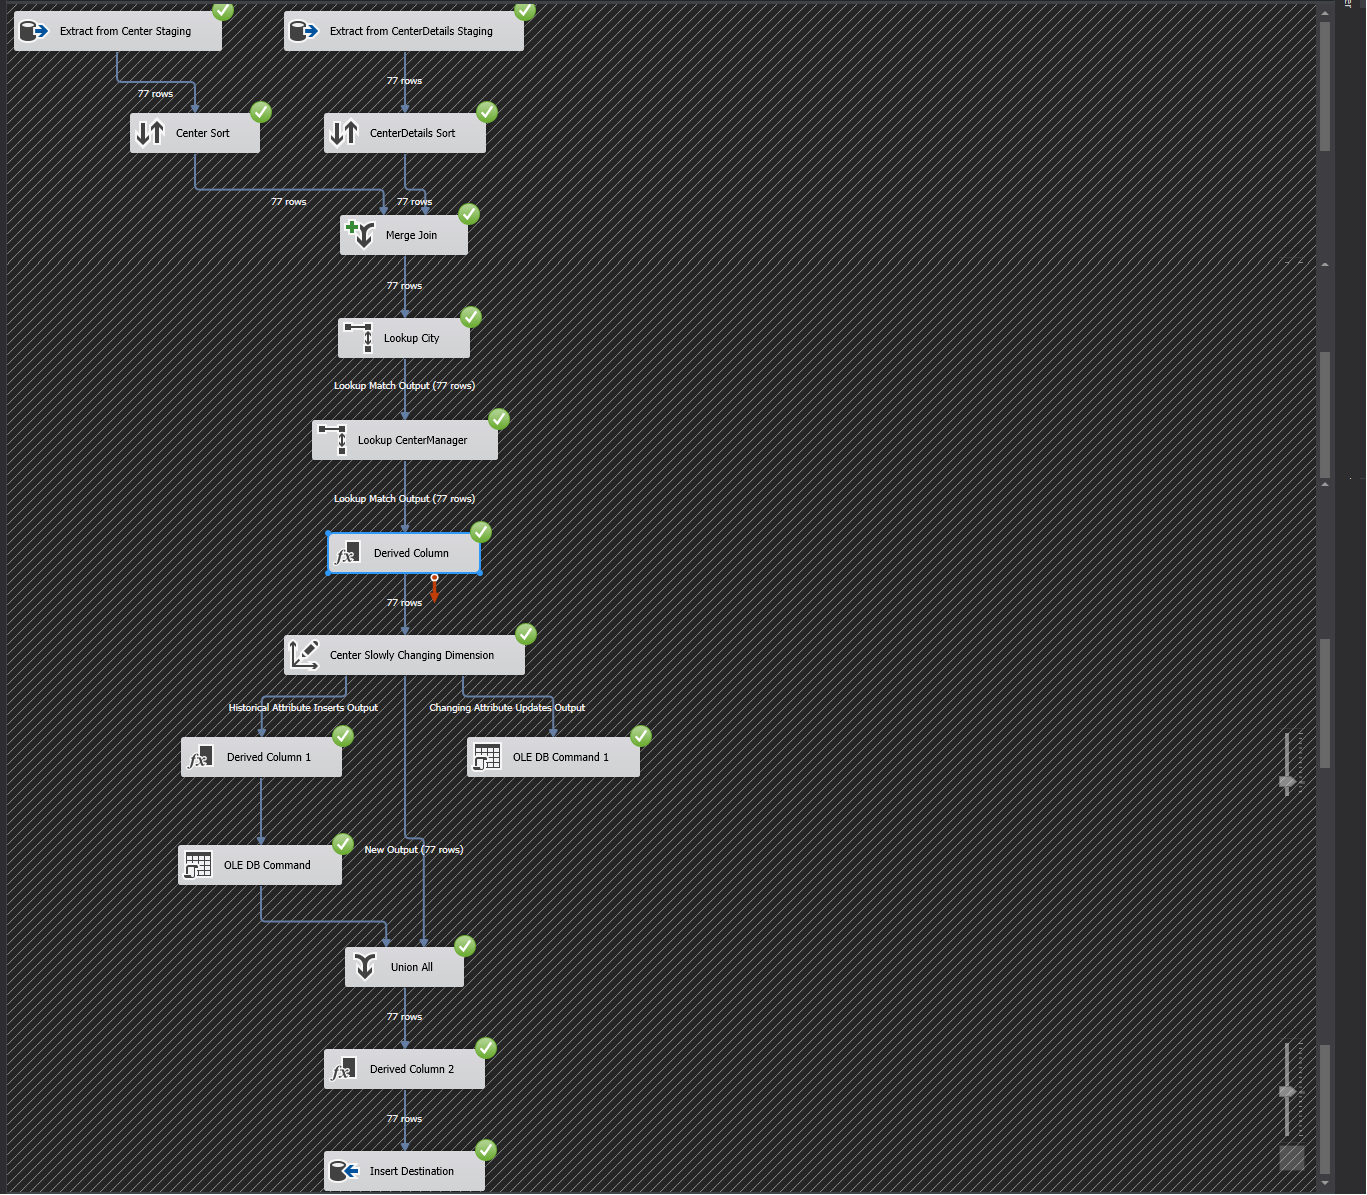 Extract from Center Staging
Extract from CenterDetails Staging
77 rows
77 rows
Center Sort
CenterDetails Sort
77 rows
77 rows
Merge Join
77 rows
Lookup City
Lookup Match Output (77 rows)
Lookup CenterManager
Lookup Match Output (77 rows)
Derived Column
77 rows
Center Slowly Changing Dimension
Historical Attribute Inserts Output
Changing Attribute Updates Output
Derived Column 1
OLE DB Command 1
New Output (77 rows)
OLE DB Command
Union All
77 rows
Derived Column 2
77 rows
Insert Destination